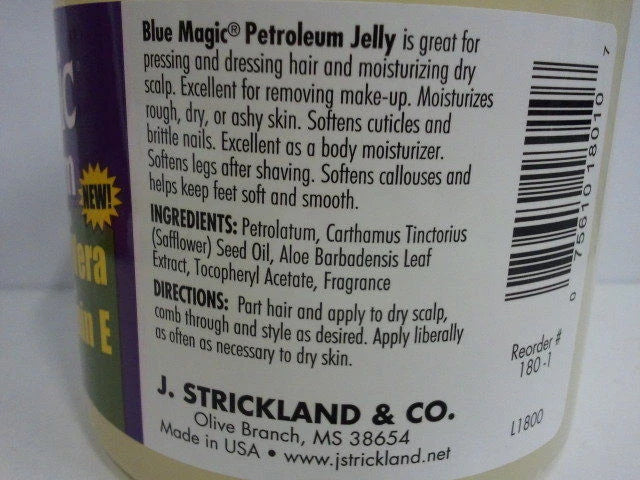 Blue Magic® Petroleum Jelly is great for
pressing and dressing hair and moisturizing dry
scalp. Excellent for removing make-up. Moisturizes
rough, dry, or ashy skin. Softens cuticles and
brittle nails. Excellent as a body moisturizer.
Softens legs after shaving. Softens callouses and
helps keep feet soft and smooth.
INGREDIENTS: Petrolatum, Carthamus Tinctorius
(Safflower) Seed Oil, Aloe Barbadensis Leaf
Extract, Tocopheryl Acetate, Fragrance
DIRECTIONS: Part hair and apply to dry scalp,
comb through and style as desired. Apply liberally
as often as necessary to dry skin.
J. STRICKLAND & CO.
Olive Branch, MS 38654
Made in USA • www.jstrickland.net
NEW!
E
0 75610 18010 7
Reorder #
180-1
L1800